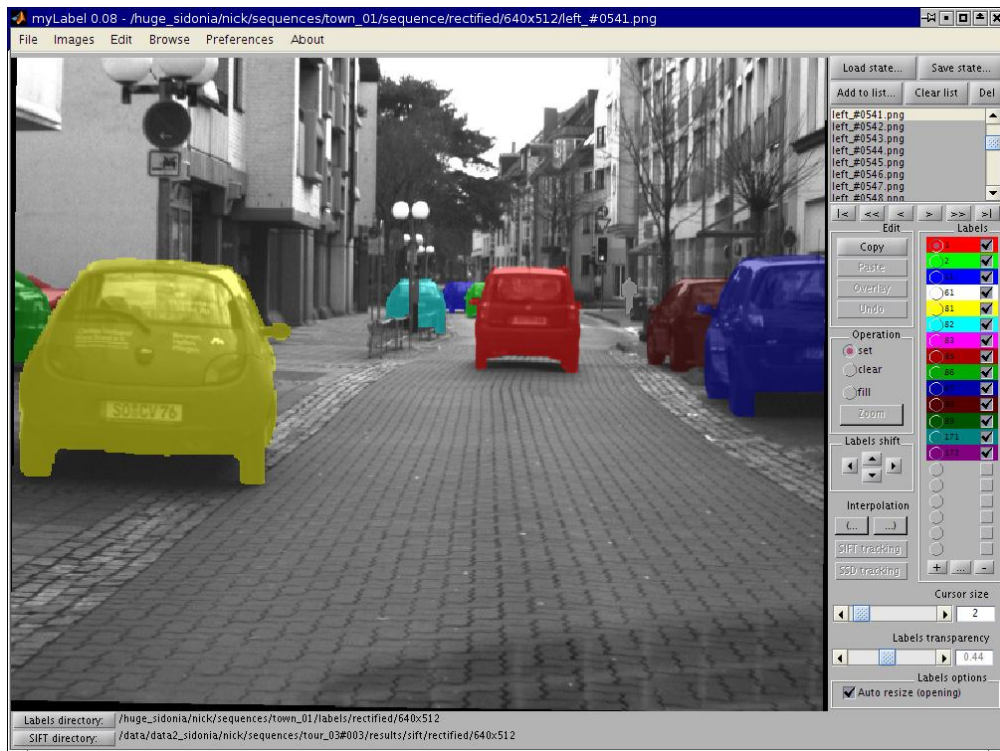 myLabel 0.08 - /huge_sidonia/nick/sequences/town_01/sequence/rectified/640x512/left_#0541.png
File Images Edit Browse Preferences About
Load state... Save state...
Add to list... Clear list Del
left_#0541.png
left_#0542.png
left_#0543.png
left_#0544.png
left_#0545.png
left_#0546.png
left_#0547.png
left_#0548.png
|< << < > >> >|
Edit
Copy
Paste
Overlay
Undo
Operation
set
clear
fill
Zoom
Labels shift
Interpolation
(... ...)
SIFT tracking
SSD tracking
Labels
2
61
81
82
83
86
89
171
+ ... -
Cursor size
2
Labels transparency
0.44
Labels options
Auto resize (opening)
SO CV 76
Labels directory: /huge_sidonia/nick/sequences/town_01/labels/rectified/640x512
SIFT directory: /data/data2_sidonia/nick/sequences/tour_03#003/results/sift/rectified/640x512